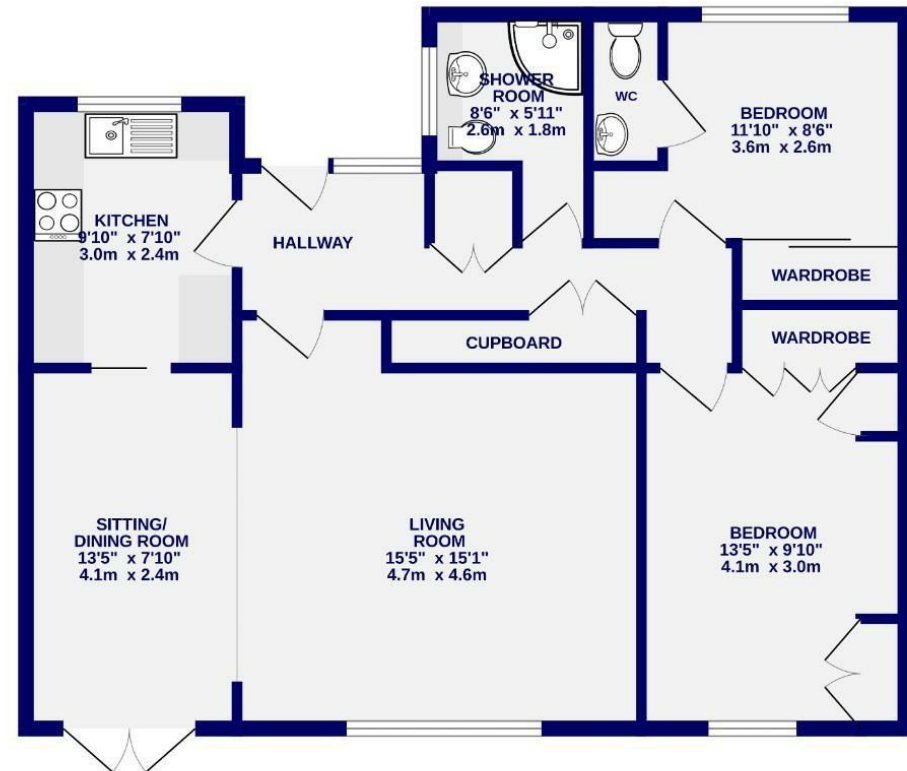 SHOWER
ROOM
8'6" x 5'11"
2.6m x 1.8m
WC
BEDROOM
11'10" x 8'6"
3.6m x 2.6m
KITCHEN
9'10" x 7'10"
3.0m x 2.4m
HALLWAY
WARDROBE
WARDROBE
CUPBOARD
SITTING/
DINING ROOM
13'5" x 7'10"
4.1m x 2.4m
LIVING
ROOM
15'5" x 15'1"
4.7m x 4.6m
BEDROOM
13'5" x 9'10"
4.1m x 3.0m